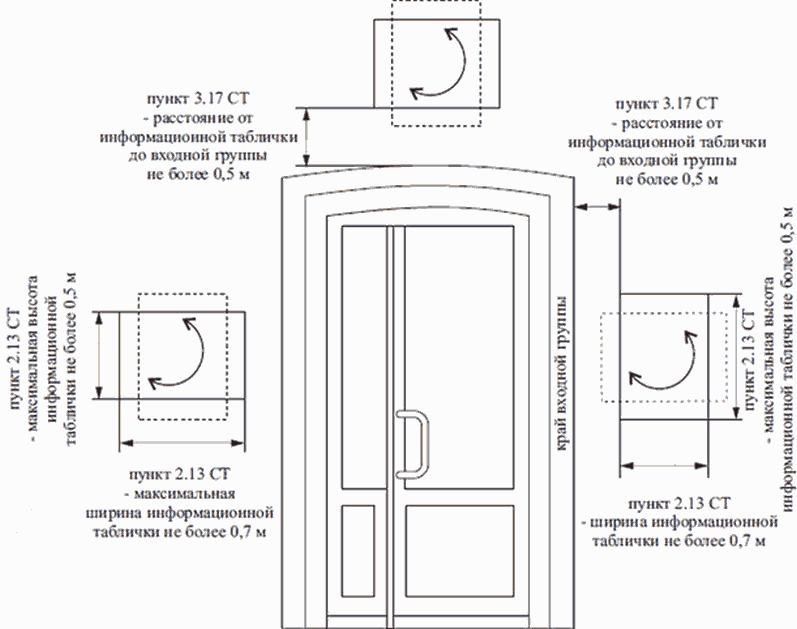 пункт 3.17 СТ
- расстояние от
информационной таблички
до входной группы
не более 0,5 м
пункт 3.17 СТ
- расстояние от
информационной таблички
до входной группы
не более 0,5 м
пункт 2.13 СТ
- максимальная высота
информационной
таблички не более 0,5 м
край входной группы
пункт 2.13 СТ
- максимальная высота
информационной таблички не более 0,5 м
пункт 2.13 СТ
- максимальная
ширина информационной
таблички не более 0,7 м
пункт 2.13 СТ
- ширина информационной
таблички не более 0,7 м